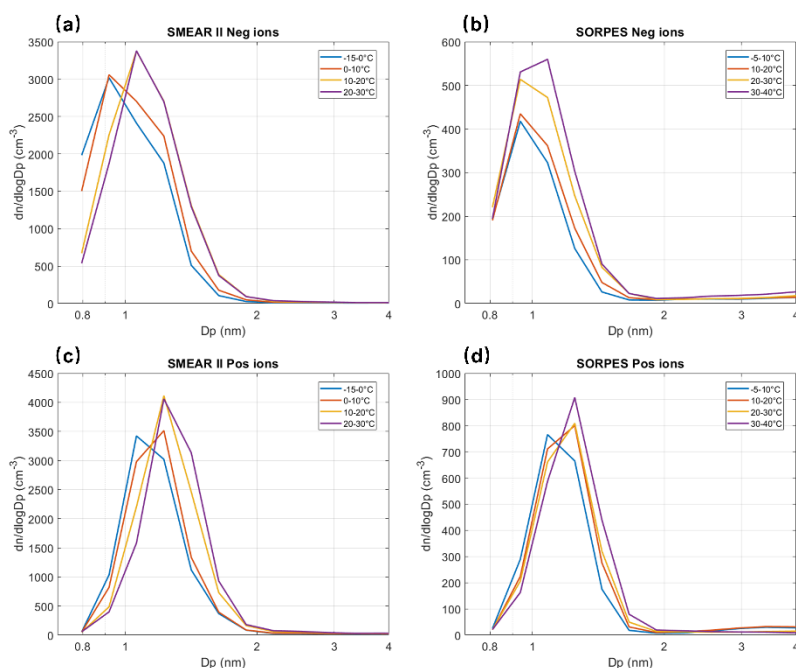 (a)
SMEAR II Neg ions
3500
3000
2500
2000
1500
1000
500
0
dn/dlogDp (cm⁻³)
0.8 1 2 3 4
Dp (nm)
-15-0°C
0-10°C
10-20°C
20-30°C
(b)
SORPES Neg ions
600
500
400
300
200
100
0
dn/dlogDp (cm⁻³)
0.8 1 2 3 4
Dp (nm)
-5-10°C
10-20°C
20-30°C
30-40°C
(c)
SMEAR II Pos ions
4500
4000
3500
3000
2500
2000
1500
1000
500
0
dn/dlogDp (cm⁻³)
0.8 1 2 3 4
Dp (nm)
-15-0°C
0-10°C
10-20°C
20-30°C
(d)
SORPES Pos ions
1000
900
800
700
600
500
400
300
200
100
0
dn/dlogDp (cm⁻³)
0.8 1 2 3 4
Dp (nm)
-5-10°C
10-20°C
20-30°C
30-40°C